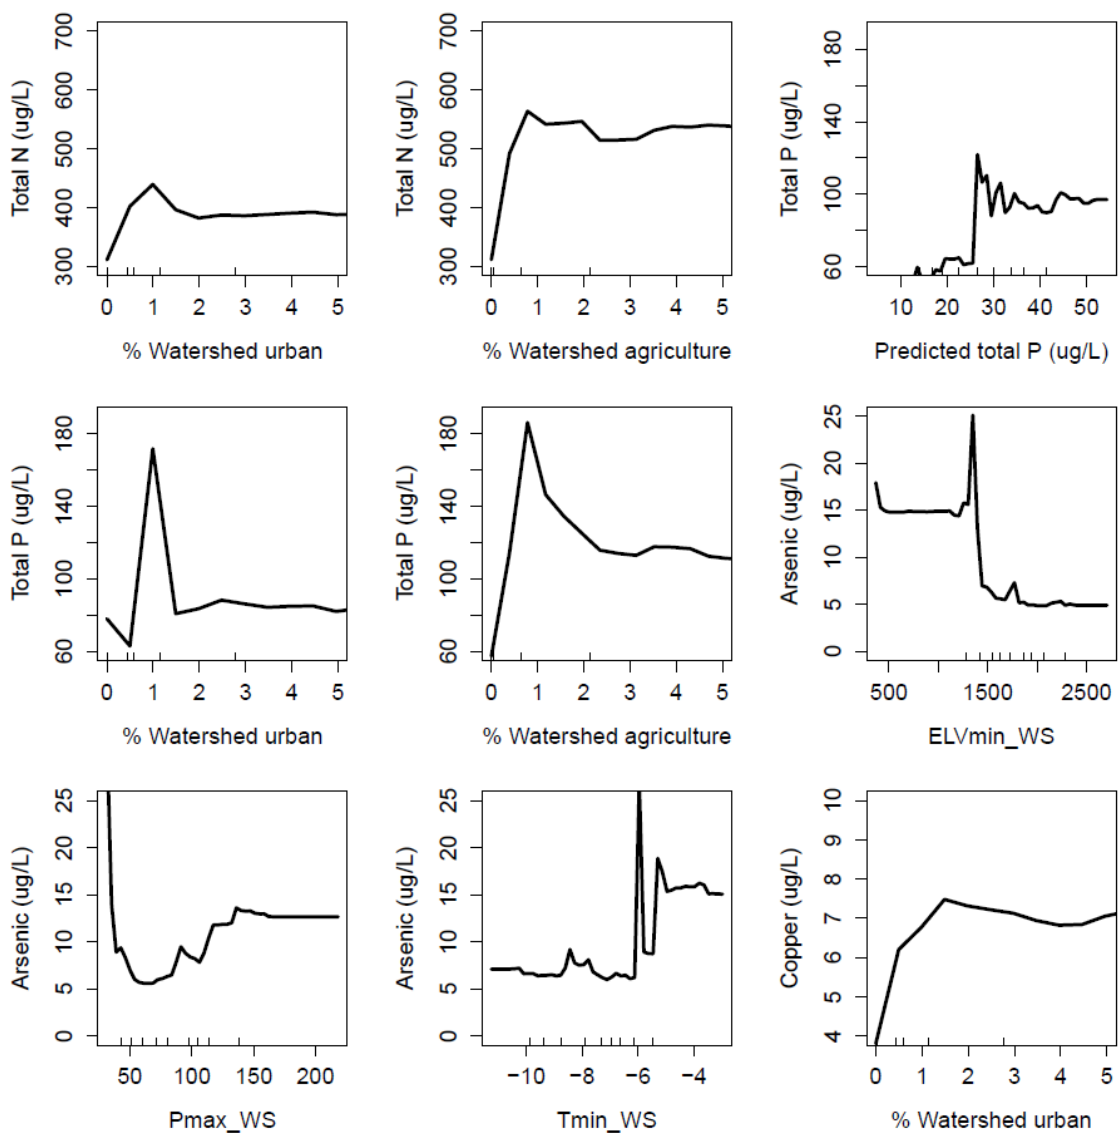 Total N (ug/L)
300 400 500 600 700
0 1 2 3 4 5
% Watershed urban
Total N (ug/L)
300 400 500 600 700
0 1 2 3 4 5
% Watershed agriculture
Total P (ug/L)
60 100 140 180
10 20 30 40 50
Predicted total P (ug/L)
Total P (ug/L)
60 100 140 180
0 1 2 3 4 5
% Watershed urban
Total P (ug/L)
60 100 140 180
0 1 2 3 4 5
% Watershed agriculture
Arsenic (ug/L)
0 5 10 15 20 25
500 1500 2500
ELVmin_WS
Arsenic (ug/L)
0 5 10 15 20 25
50 100 150 200
Pmax_WS
Arsenic (ug/L)
0 5 10 15 20 25
−10 −8 −6 −4
Tmin_WS
Copper (ug/L)
4 5 6 7 8 9 10
0 1 2 3 4 5
% Watershed urban